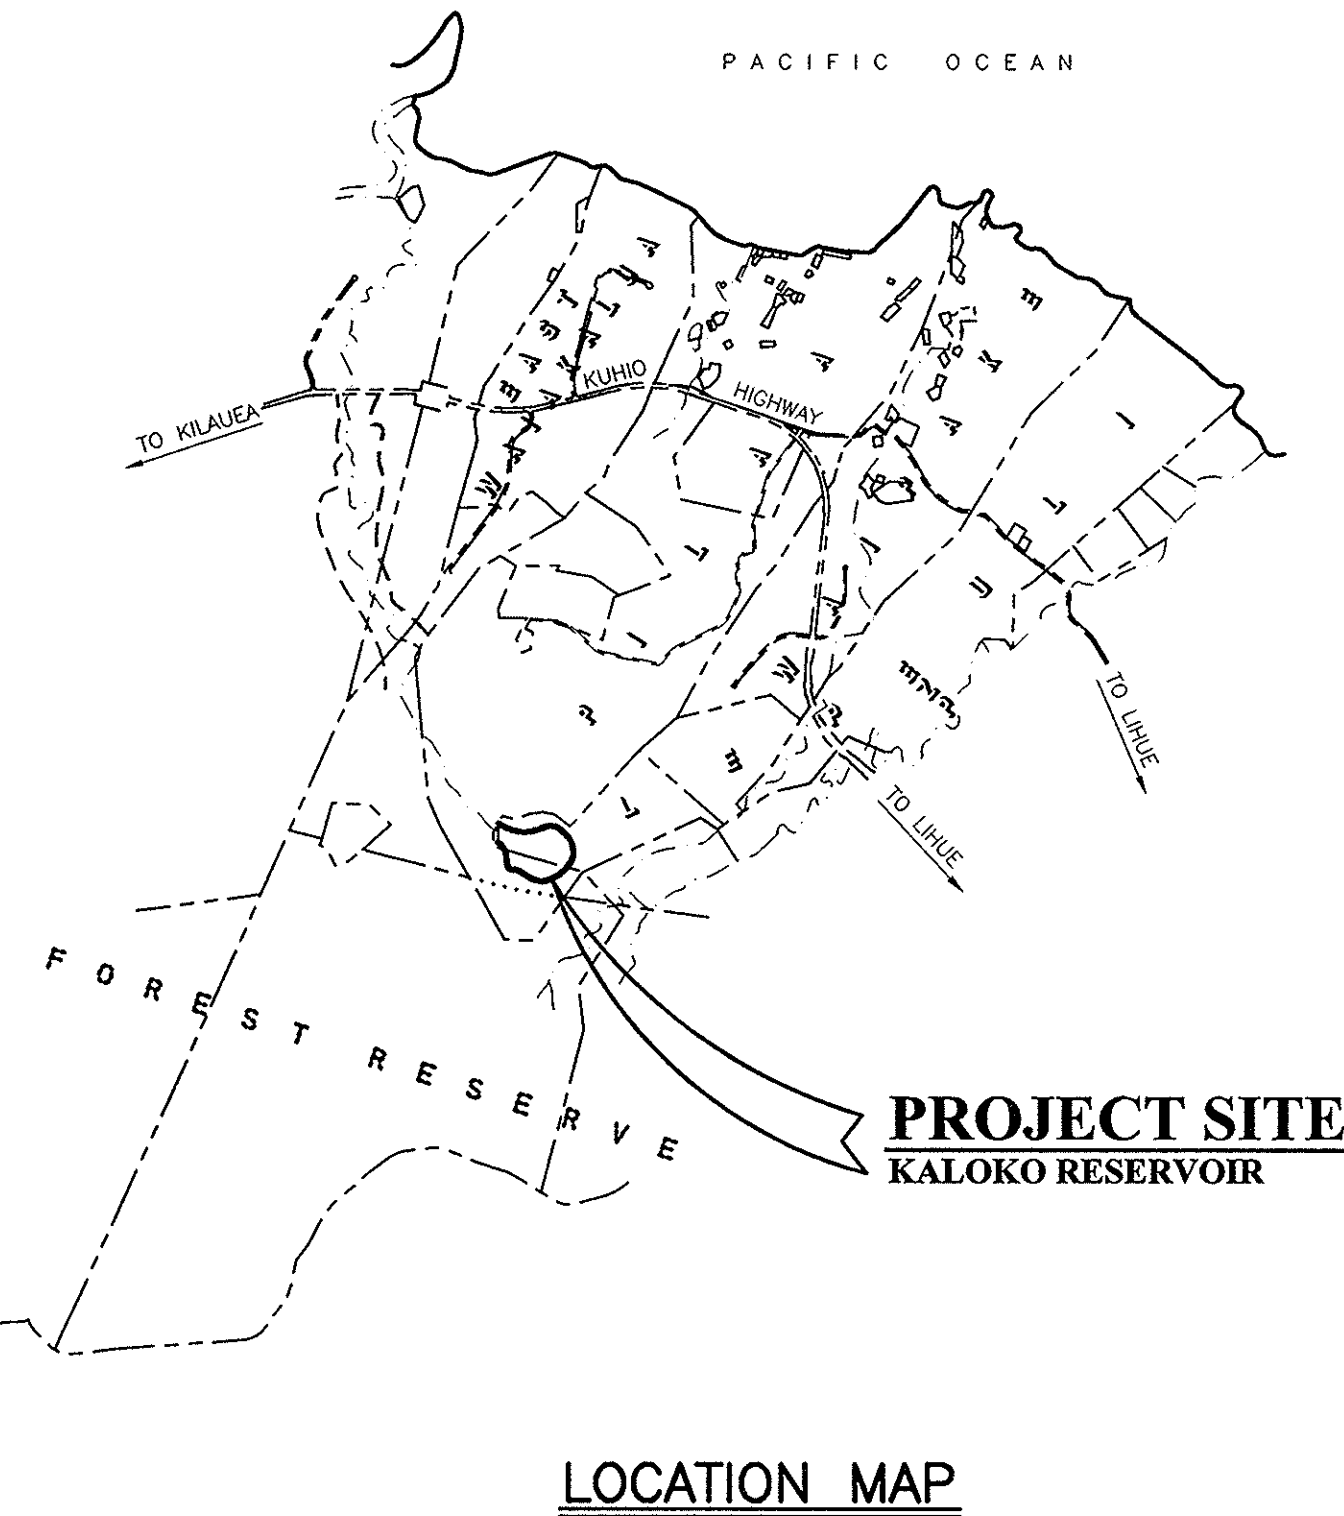 PACIFIC OCEAN
KUHIO HIGHWAY
TO KILAUEA
TO LIHUE
TO LIHUE
FOREST RESERVE
PROJECT SITE
KALOKO RESERVOIR
LOCATION MAP